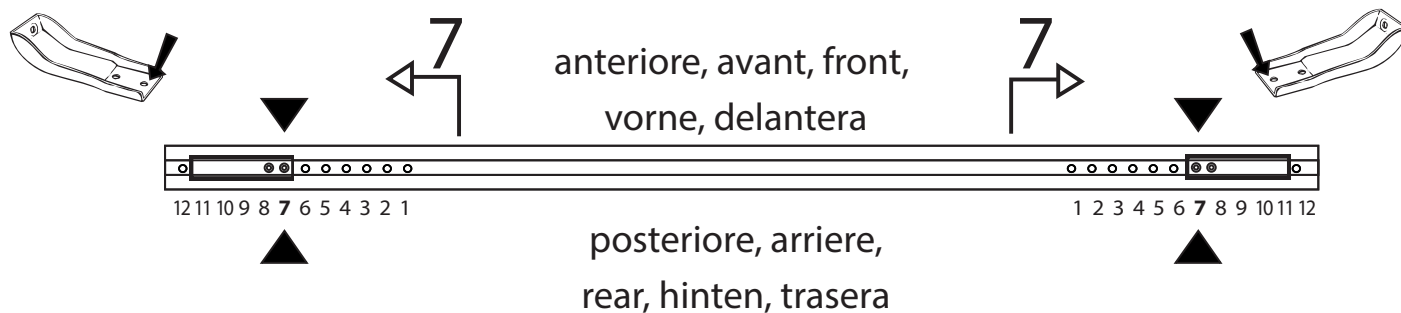 7 7
anteriore, avant, front,
vorne, delantera
12 11 10 9 8 7 6 5 4 3 2 1 1 2 3 4 5 6 7 8 9 10 11 12
posteriore, arriere,
rear, hinten, trasera